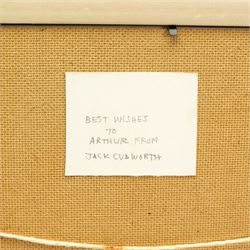 BEST WISHES
TO
ARTHUR FROM
JACK CUDWORTH